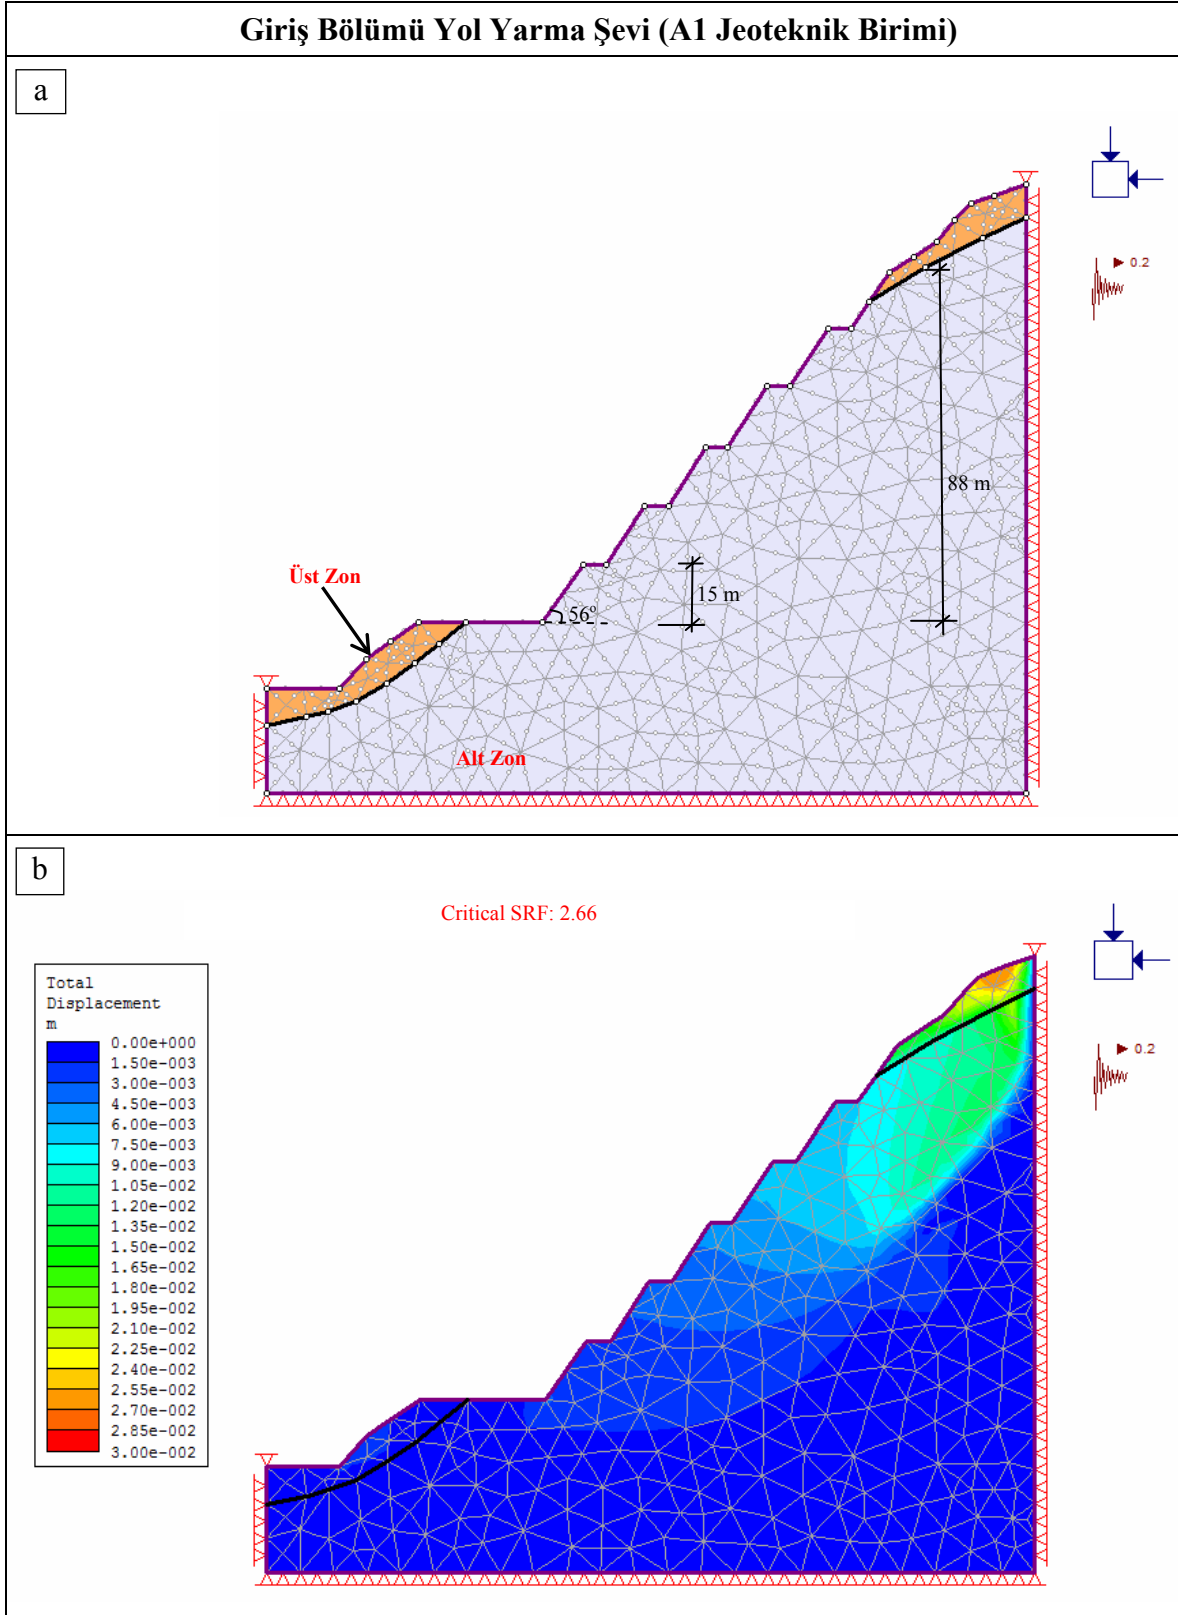 Giriş Bölümü Yol Yarma Şevi (A1 Jeoteknik Birimi)
a
0.2
88 m
Üst Zon
15 m
56°
Alt Zon
b
Critical SRF: 2.66
Total
Displacement
m
0.00e+000
1.50e-003
3.00e-003
4.50e-003
6.00e-003
7.50e-003
9.00e-003
1.05e-002
1.20e-002
1.35e-002
1.50e-002
1.65e-002
1.80e-002
1.95e-002
2.10e-002
2.25e-002
2.40e-002
2.55e-002
2.70e-002
2.85e-002
3.00e-002
0.2